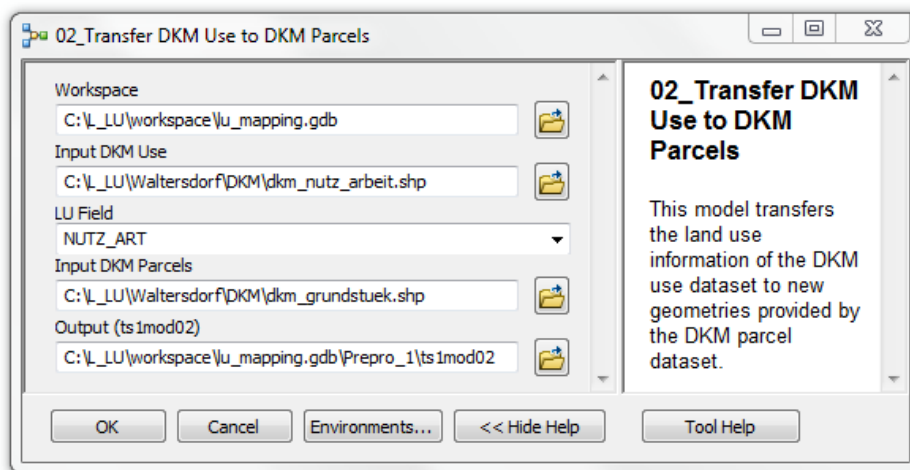 02_Transfer DKM Use to DKM Parcels
Workspace
C:\L_LU\workspace\lu_mapping.gdb
Input DKM Use
C:\L_LU\Waltersdorf\DKM\dkm_nutz_arbeit.shp
LU Field
NUTZ_ART
Input DKM Parcels
C:\L_LU\Waltersdorf\DKM\dkm_grundstuek.shp
Output (ts1mod02)
C:\L_LU\workspace\lu_mapping.gdb\Prepro_1\ts1mod02
02_Transfer DKM
Use to DKM
Parcels
This model transfers
the land use
information of the DKM
use dataset to new
geometries provided by
the DKM parcel
dataset.
OK
Cancel
Environments...
<< Hide Help
Tool Help